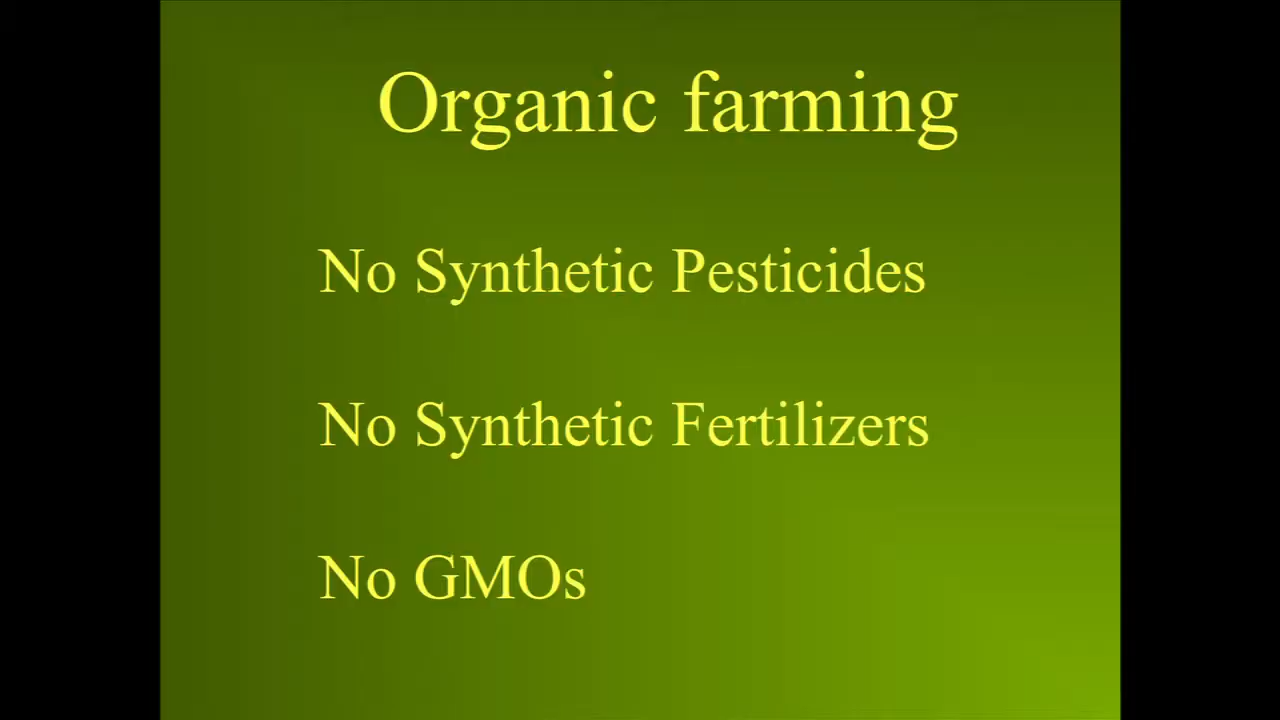 Organic farming
No Synthetic Pesticides
No Synthetic Fertilizers
No GMOs